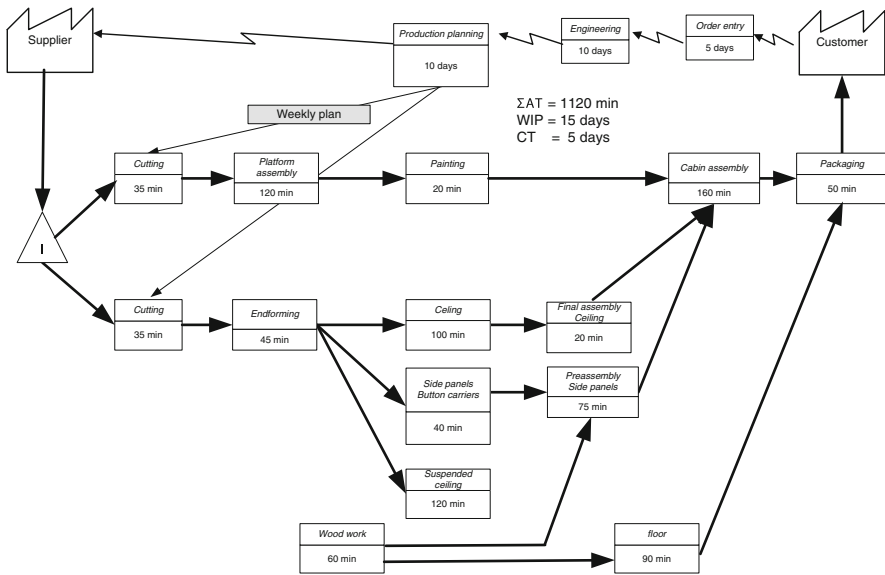 Supplier
Production planning
10 days
Engineering
10 days
Order entry
5 days
Customer
Weekly plan
ΣAT = 1120 min
WIP = 15 days
CT = 5 days
Cutting
35 min
Platform
assembly
120 min
Painting
20 min
Cabin assembly
160 min
Packaging
50 min
I
Cutting
35 min
Endforming
45 min
Celing
100 min
Final assembly
Ceiling
20 min
Side panels
Button carriers
40 min
Preassembly
Side panels
75 min
Suspended
ceiling
120 min
Wood work
60 min
floor
90 min